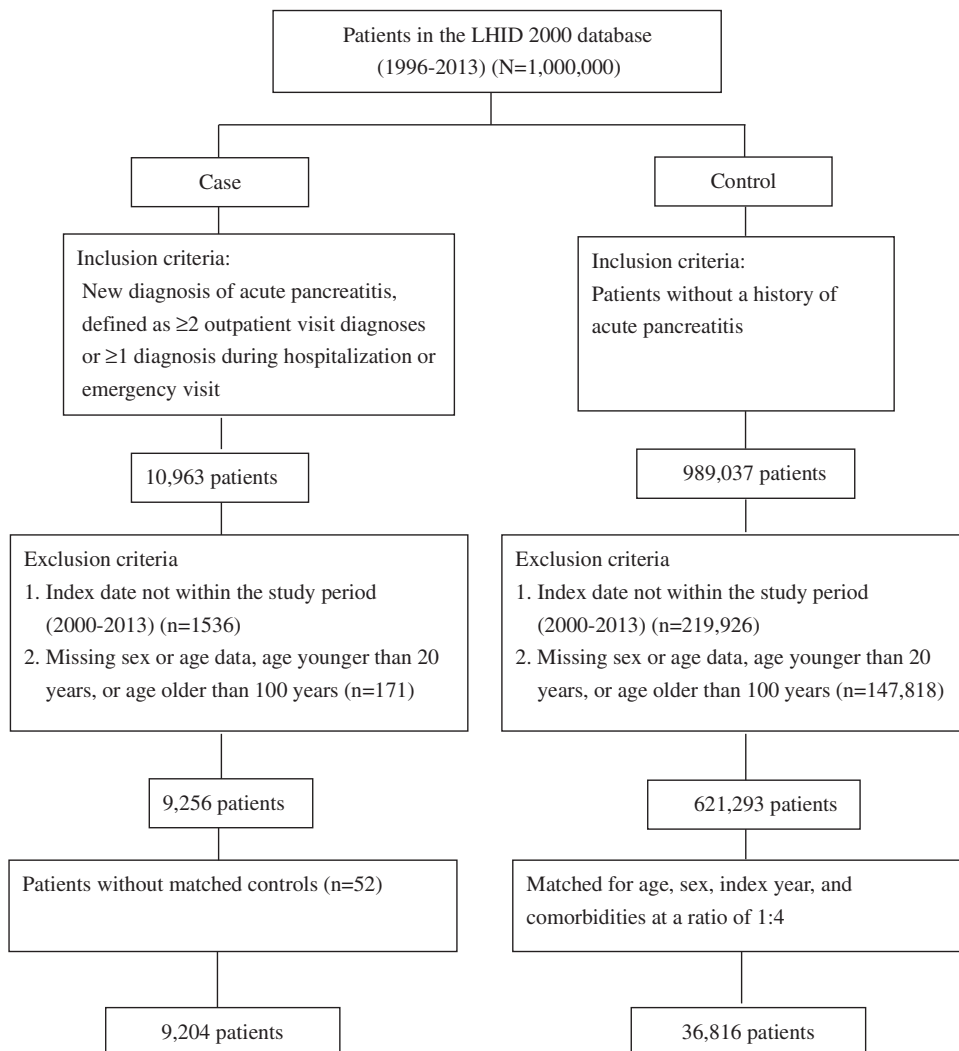 Patients in the LHID 2000 database
(1996-2013) (N=1,000,000)
Case
Control
Inclusion criteria:
New diagnosis of acute pancreatitis,
defined as ≥2 outpatient visit diagnoses
or ≥1 diagnosis during hospitalization or
emergency visit
Inclusion criteria:
Patients without a history of
acute pancreatitis
10,963 patients
989,037 patients
Exclusion criteria
1. Index date not within the study period
(2000-2013) (n=1536)
2. Missing sex or age data, age younger than 20
years, or age older than 100 years (n=171)
Exclusion criteria
1. Index date not within the study period
(2000-2013) (n=219,926)
2. Missing sex or age data, age younger than 20
years, or age older than 100 years (n=147,818)
9,256 patients
621,293 patients
Patients without matched controls (n=52)
Matched for age, sex, index year, and
comorbidities at a ratio of 1:4
9,204 patients
36,816 patients